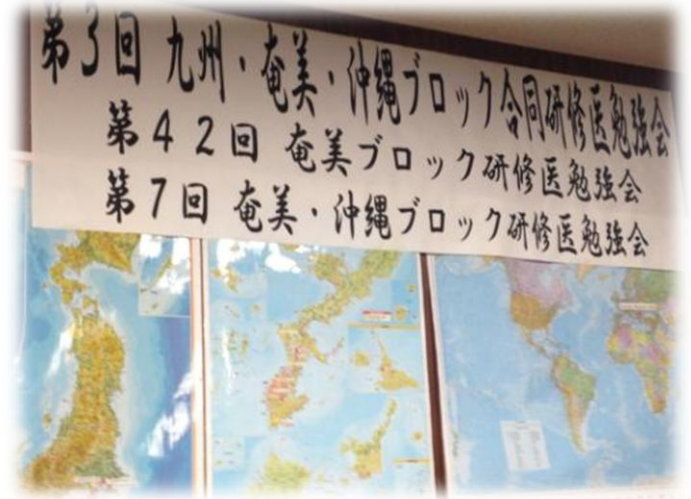 第3回 九州・奄美・沖縄ブロック合同研修医勉強会
第42回 奄美ブロック研修医勉強会
第7回 奄美・沖縄ブロック研修医勉強会